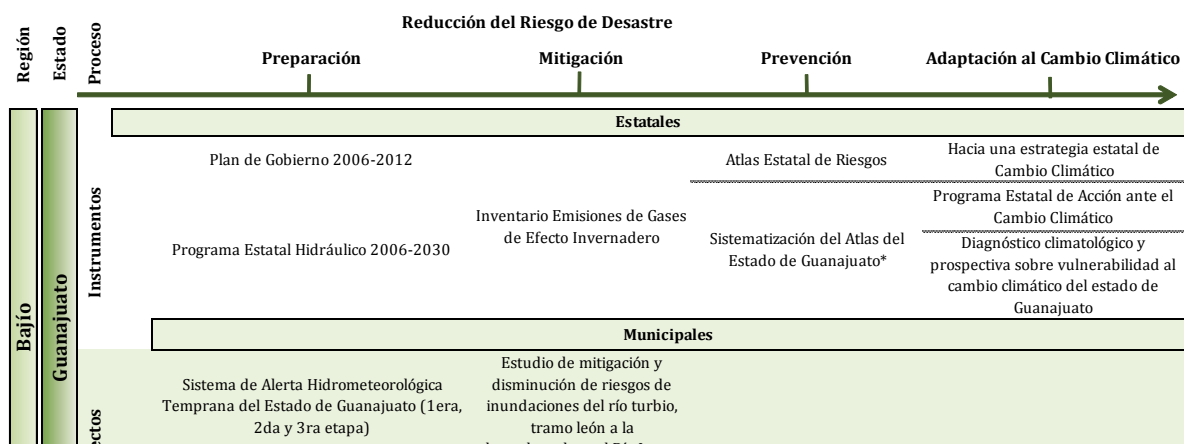 Reducción del Riesgo de Desastre
Región
Estado
Proceso
Preparación
Mitigación
Prevención
Adaptación al Cambio Climático
Bajío
Guanajuato
Instrumentos
Estatales
Plan de Gobierno 2006-2012
Programa Estatal Hidráulico 2006-2030
Inventario Emisiones de Gases
de Efecto Invernadero
Atlas Estatal de Riesgos
Sistematización del Atlas del
Estado de Guanajuato*
Hacia una estrategia estatal de
Cambio Climático
Programa Estatal de Acción ante el
Cambio Climático
Diagnóstico climatológico y
prospectiva sobre vulnerabilidad al
cambio climático del estado de
Guanajuato
Municipales
Sistema de Alerta Hidrometeorológica
Temprana del Estado de Guanajuato (1era,
2da y 3ra etapa)
Estudio de mitigación y
disminución de riesgos de
inundaciones del río turbio,
tramo león a la